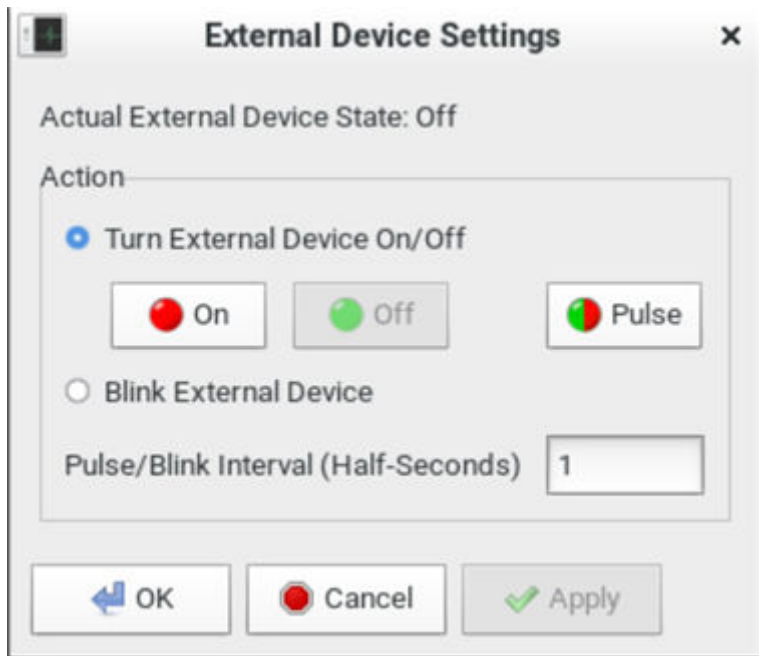 External Device Settings
Actual External Device State: Off
Action
Turn External Device On/Off
On Off Pulse
Blink External Device
Pulse/Blink Interval (Half-Seconds) 1
OK Cancel Apply